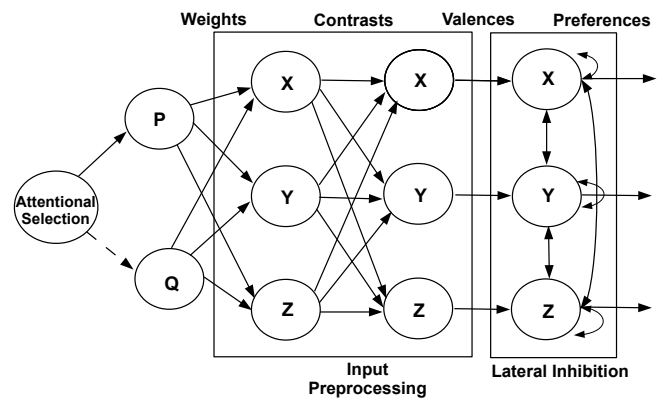 Weights Contrasts Valences Preferences
X X X
P
Y Y Y
Attentional
Selection
Q
Z Z Z
Input
Preprocessing
Lateral Inhibition